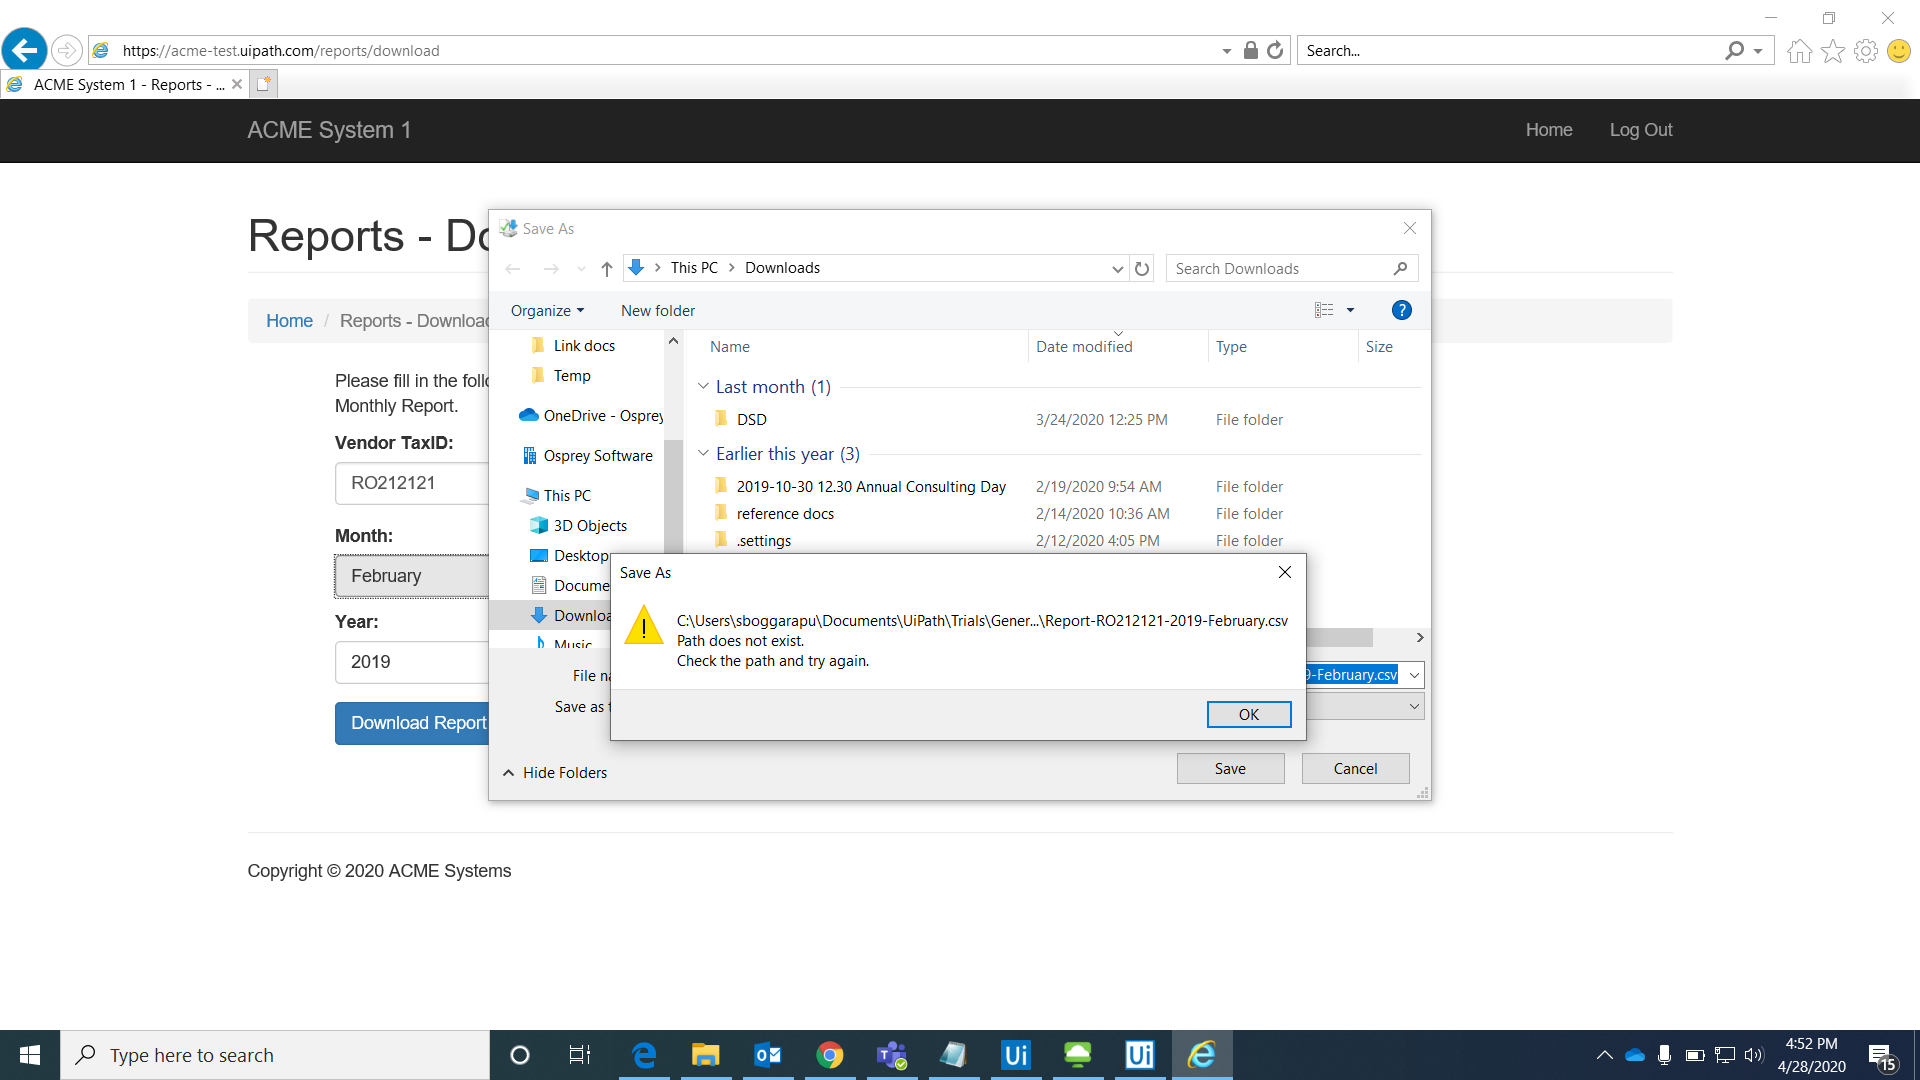 https://acme-test.uipath.com/reports/download
Search...
ACME System 1 - Reports - ...
ACME System 1
Home
Log Out
Reports - Do
Home / Reports - Download
Please fill in the follo
Monthly Report.
Vendor TaxID:
RO212121
Month:
February
Year:
2019
Download Report
Copyright © 2020 ACME Systems
Save As
This PC
Downloads
Search Downloads
Organize
New folder
?
Link docs
Temp
OneDrive - Osprey
Osprey Software
This PC
3D Objects
Desktop
Docume
Downloa
Music
Name
Date modified
Type
Size
Last month (1)
DSD 3/24/2020 12:25 PM File folder
Earlier this year (3)
2019-10-30 12.30 Annual Consulting Day 2/19/2020 9:54 AM File folder
reference docs 2/14/2020 10:36 AM File folder
.settings 2/12/2020 4:05 PM File folder
File na
9-February.csv
Save as t
Hide Folders
Save
Cancel
Save As
C:\Users\sboggarapu\Documents\UiPath\Trials\Gener...\Report-RO212121-2019-February.csv
Path does not exist.
Check the path and try again.
OK
Type here to search
Ui
Ui
4:52 PM
4/28/2020
15